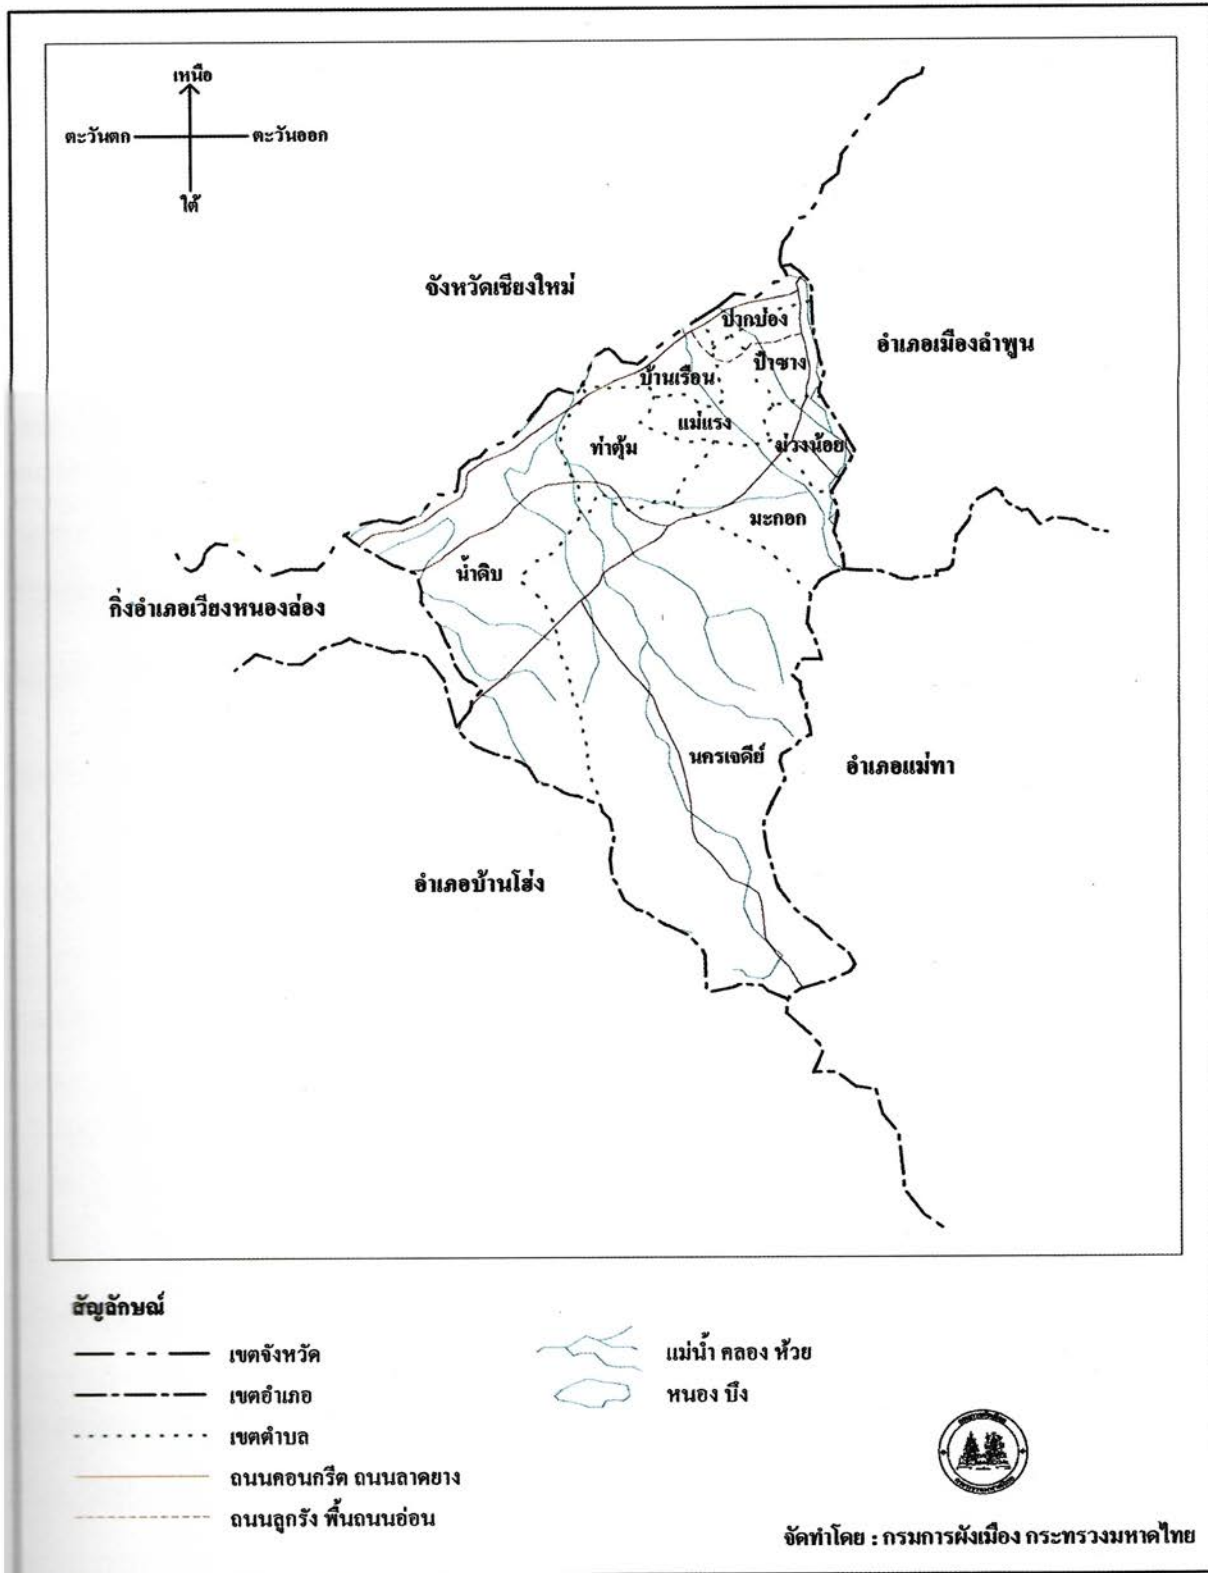 เหนือ
ตะวันตก
ตะวันออก
ใต้
จังหวัดเชียงใหม่
อำเภอเมืองลำพูน
ปากบ่อง
ป่าซาง
บ้านเรือน
แม่แรง
ม่วงน้อย
ท่าตุ้ม
มะกอก
น้ำดิบ
กิ่งอำเภอเวียงหนองล่อง
นครเจดีย์
อำเภอแม่ทา
อำเภอบ้านโฮ่ง
สัญลักษณ์
เขตจังหวัด
เขตอำเภอ
เขตตำบล
ถนนคอนกรีต ถนนลาดยาง
ถนนลูกรัง พื้นถนนอ่อน
แม่น้ำ คลอง ห้วย
หนอง บึง
จัดทำโดย : กรมการผังเมือง กระทรวงมหาดไทย